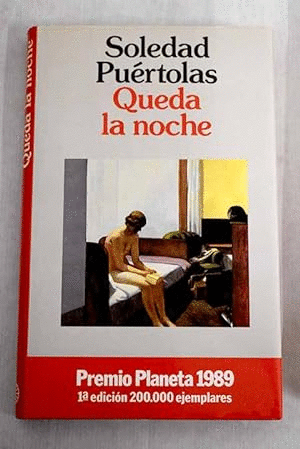 Soledad
Puértolas
Queda
la noche
Queda la noche
Premio Planeta 1989
1ª edición 200.000 ejemplares